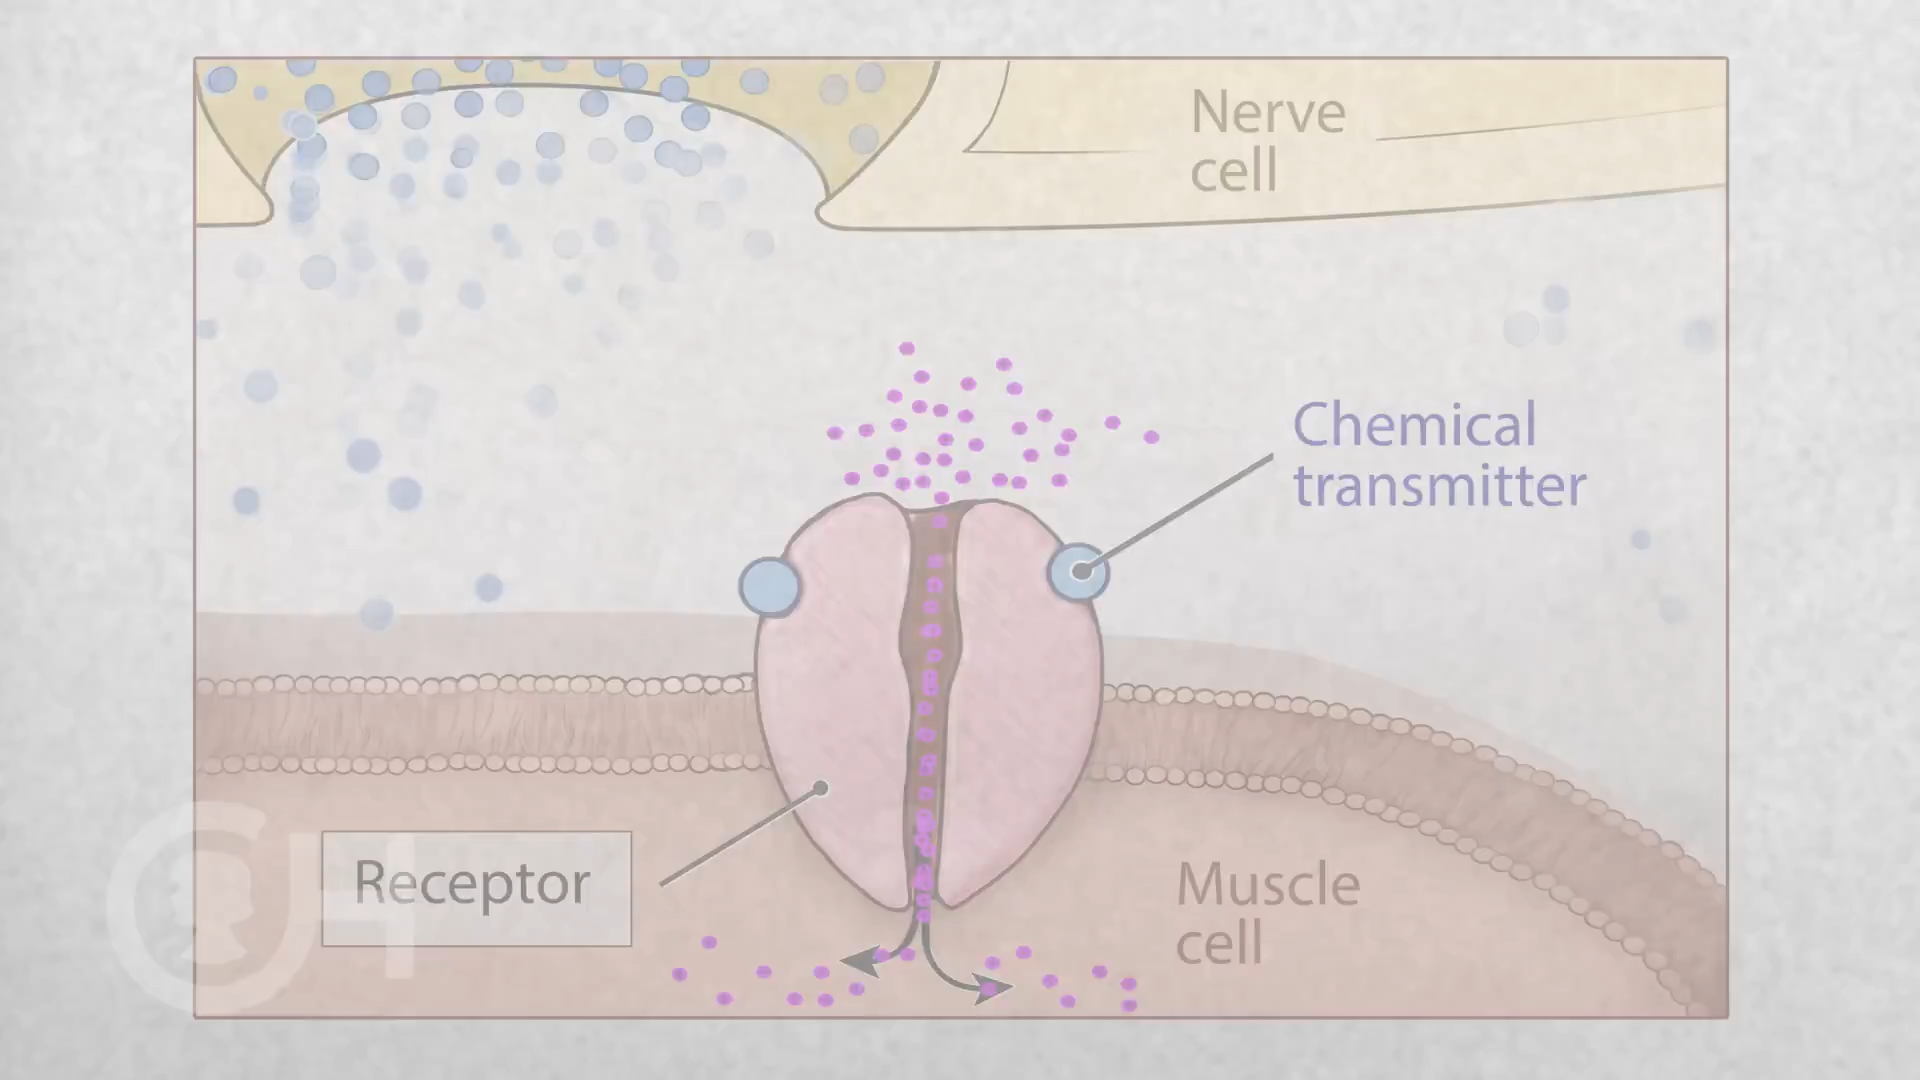 Nerve
cell
Chemical
transmitter
Receptor
Muscle
cell